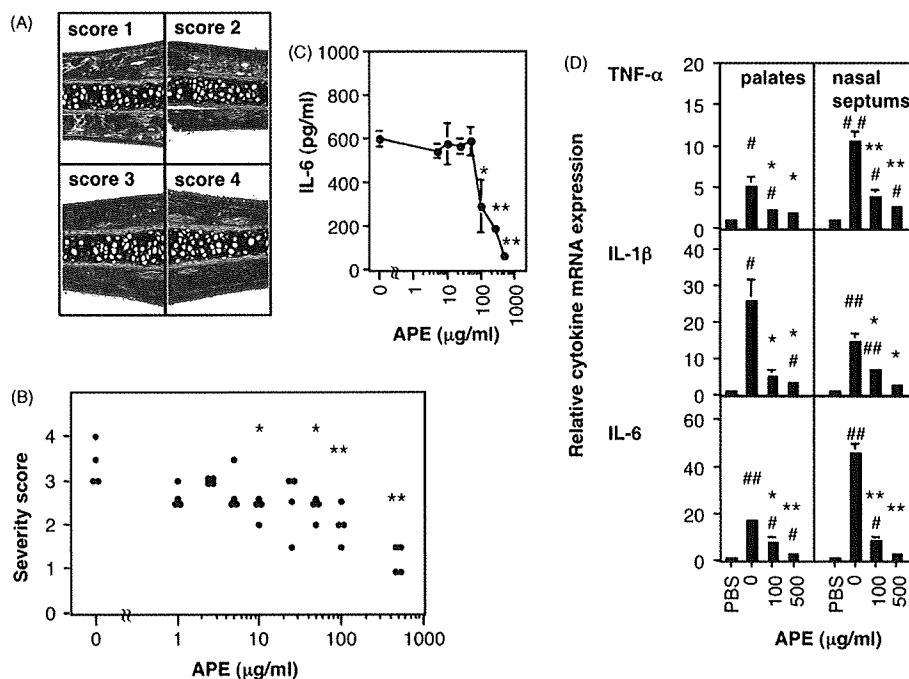 (A)
score 1 score 2
score 3 score 4
(C)
IL-6 (pg/ml)
1000
800
600
400
200
0
*
**
**
0 10 100 1000
APE (µg/ml)
(B)
Severity score
4
3
2
1
0
* * **
**
0 1 10 100 1000
APE (µg/ml)
(D)
Relative cytokine mRNA expression
TNF-α
palates
nasal
septums
20
15
10
5
0
# * # *
## ** # ** #
IL-1β
40
30
20
10
0
# * * #
## * ## *
IL-6
60
40
20
0
## * # ** #
## ** # **
PBS 0 100 500 PBS 0 100 500
APE (µg/ml)